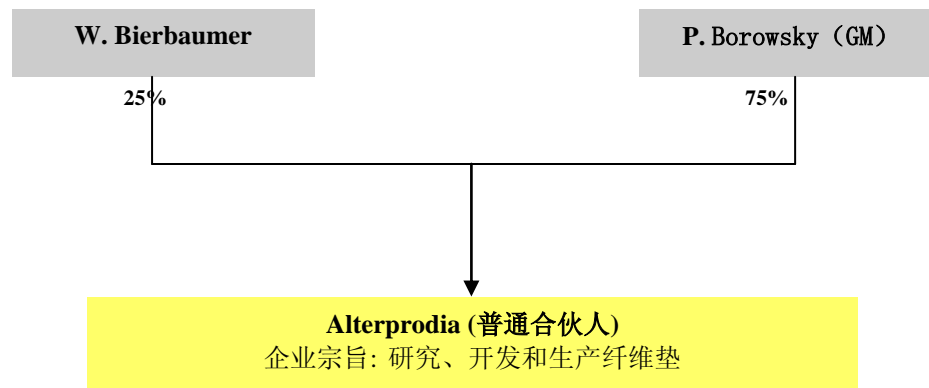 W. Bierbaumer
P. Borowsky（GM）
25%
75%
Alterprodia (普通合伙人)
企业宗旨: 研究、开发和生产纤维垫